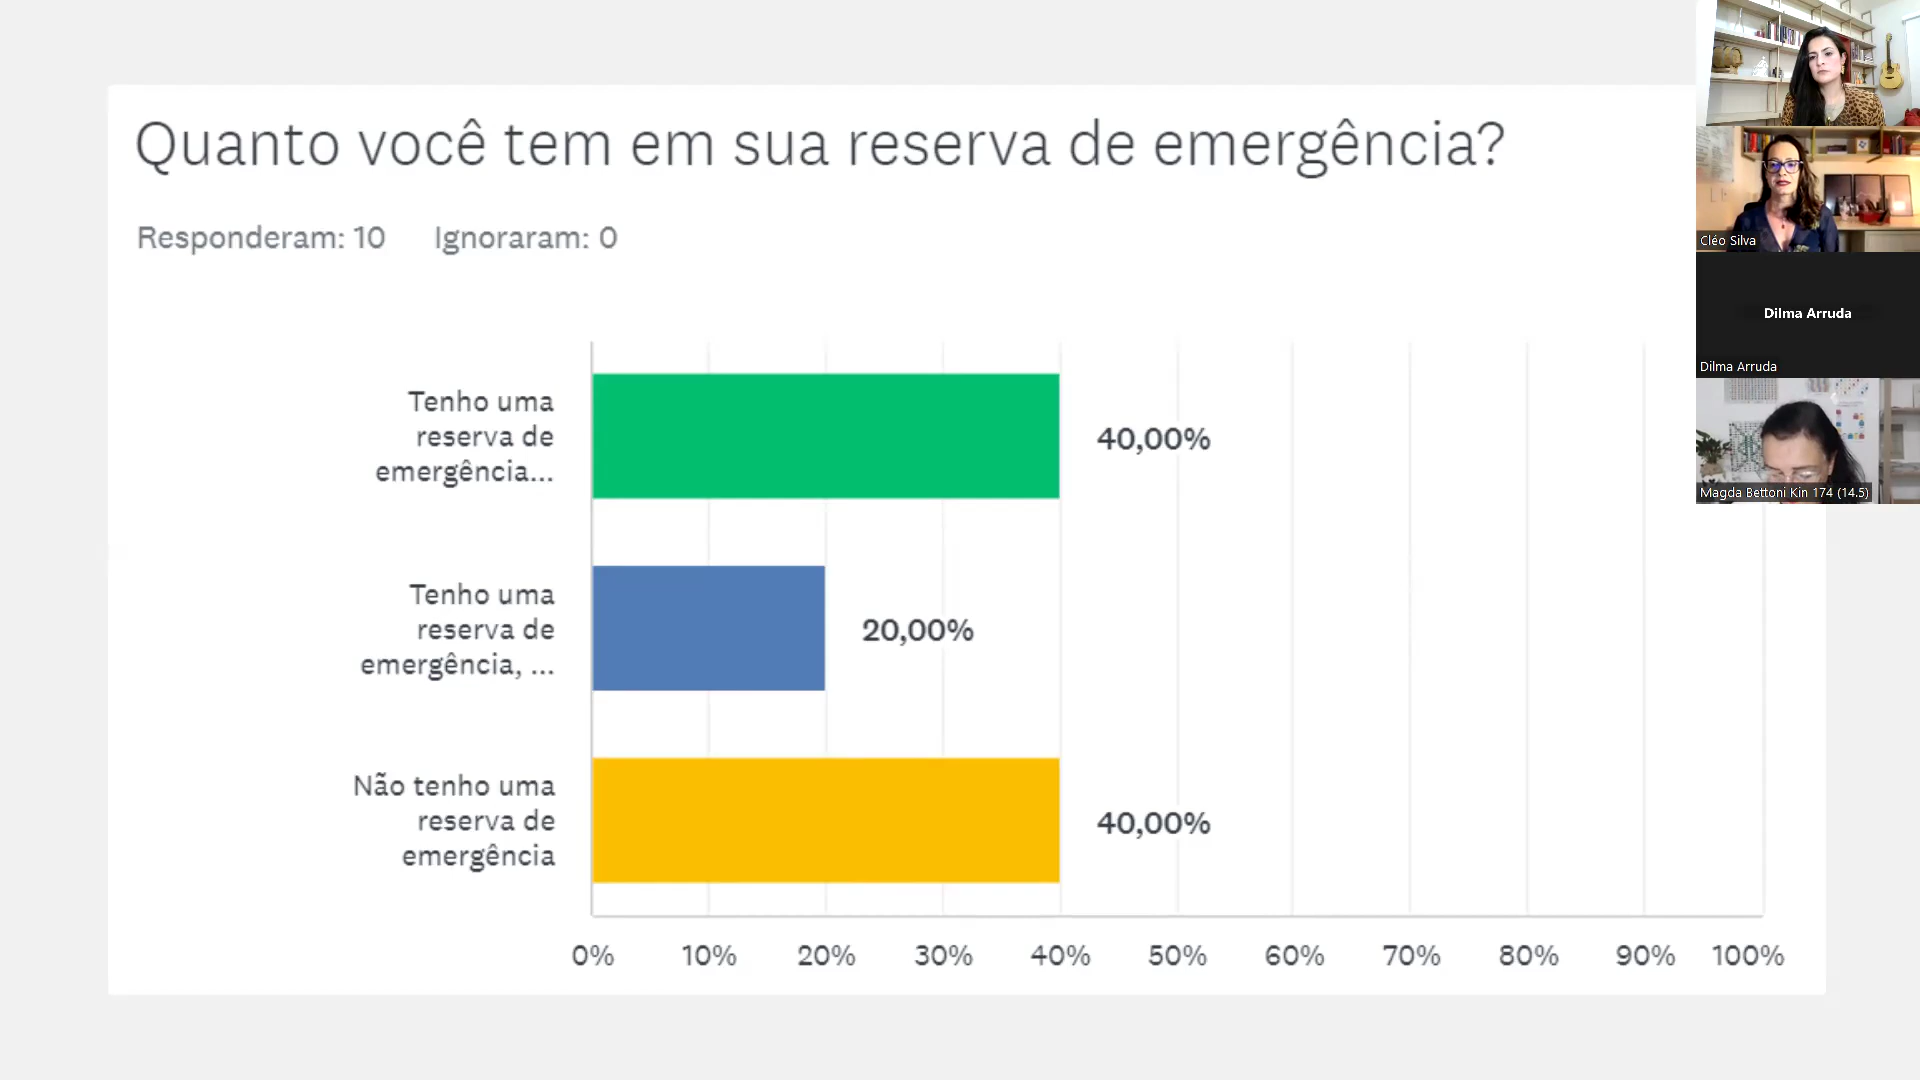 Quanto você tem em sua reserva de emergência?
Responderam: 10 Ignoraram: 0
Tenho uma
reserva de
emergência...
40,00%
Tenho uma
reserva de
emergência, ...
20,00%
Não tenho uma
reserva de
emergência
40,00%
0% 10% 20% 30% 40% 50% 60% 70% 80% 90% 100%
Cléo Silva
Dilma Arruda
Dilma Arruda
Magda Bettoni Kin 174 (14.5)